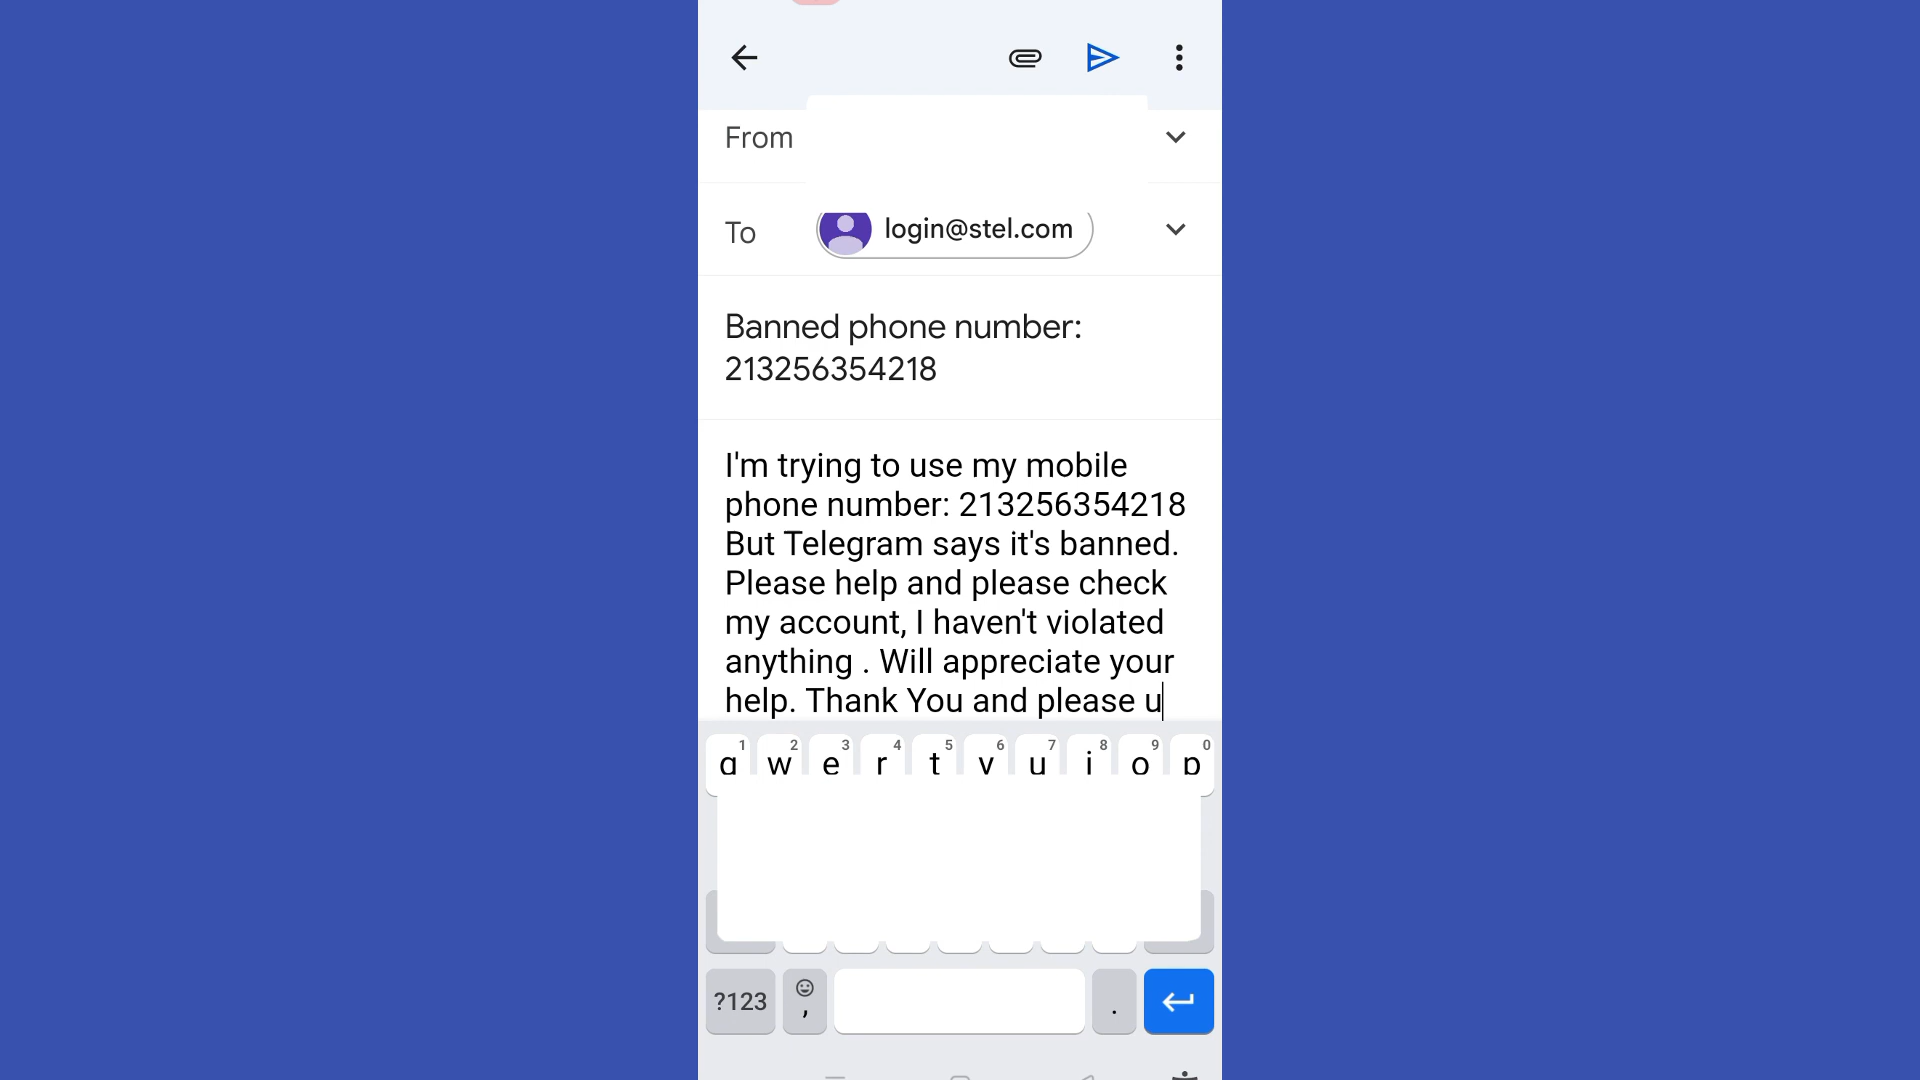 From
To login@stel.com
Banned phone number:
213256354218
I'm trying to use my mobile
phone number: 213256354218
But Telegram says it's banned.
Please help and please check
my account, I haven't violated
anything . Will appreciate your
help. Thank You and please u
1 2 3 4 5 6 7 8 9 0
q w e r t y u i o p
?123 , .